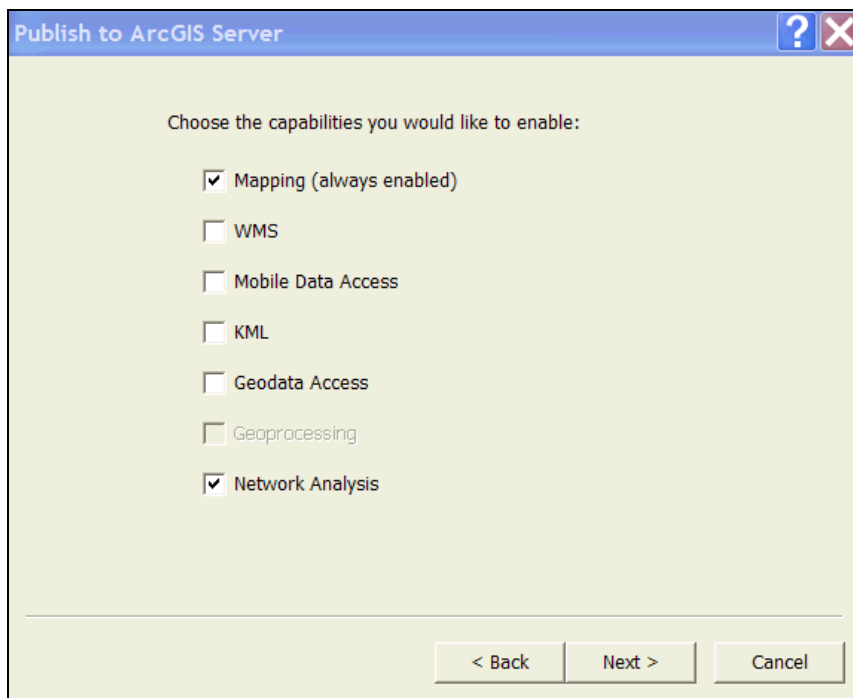 Publish to ArcGIS Server
?
Choose the capabilities you would like to enable:
Mapping (always enabled)
WMS
Mobile Data Access
KML
Geodata Access
Geoprocessing
Network Analysis
< Back Next > Cancel